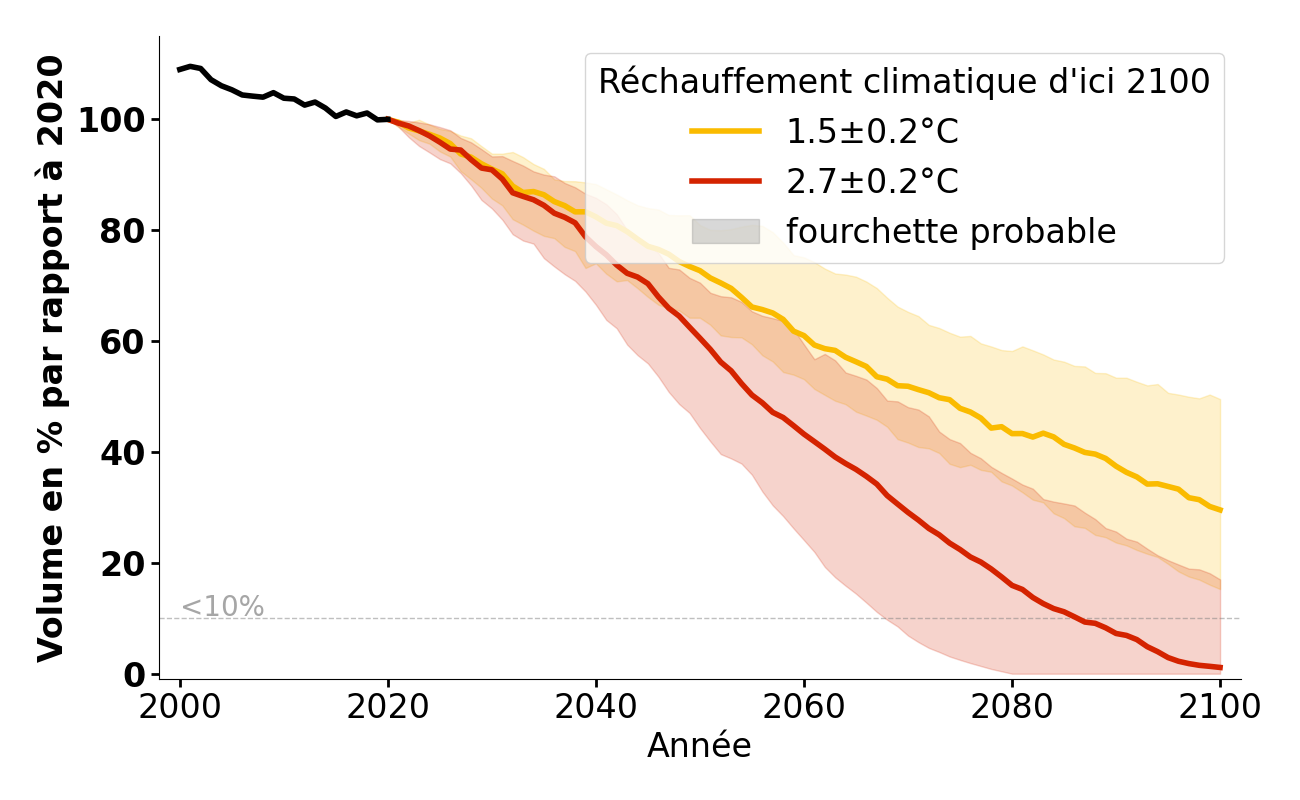 Volume en % par rapport à 2020
100
80
60
40
20
0
Réchauffement climatique d'ici 2100
1.5±0.2°C
2.7±0.2°C
fourchette probable
<10%
2000 2020 2040 2060 2080 2100
Année